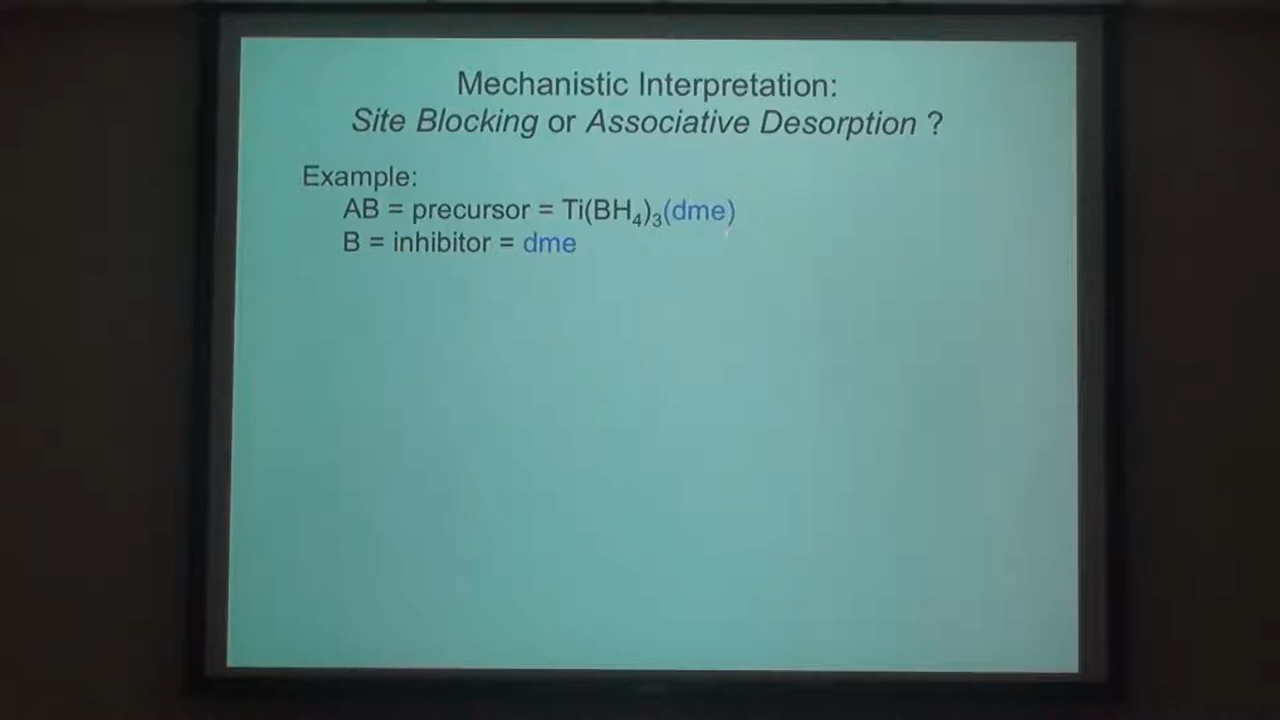 Mechanistic Interpretation:
Site Blocking or Associative Desorption ?
Example:
AB = precursor = Ti(BH₄)₃(dme)
B = inhibitor = dme